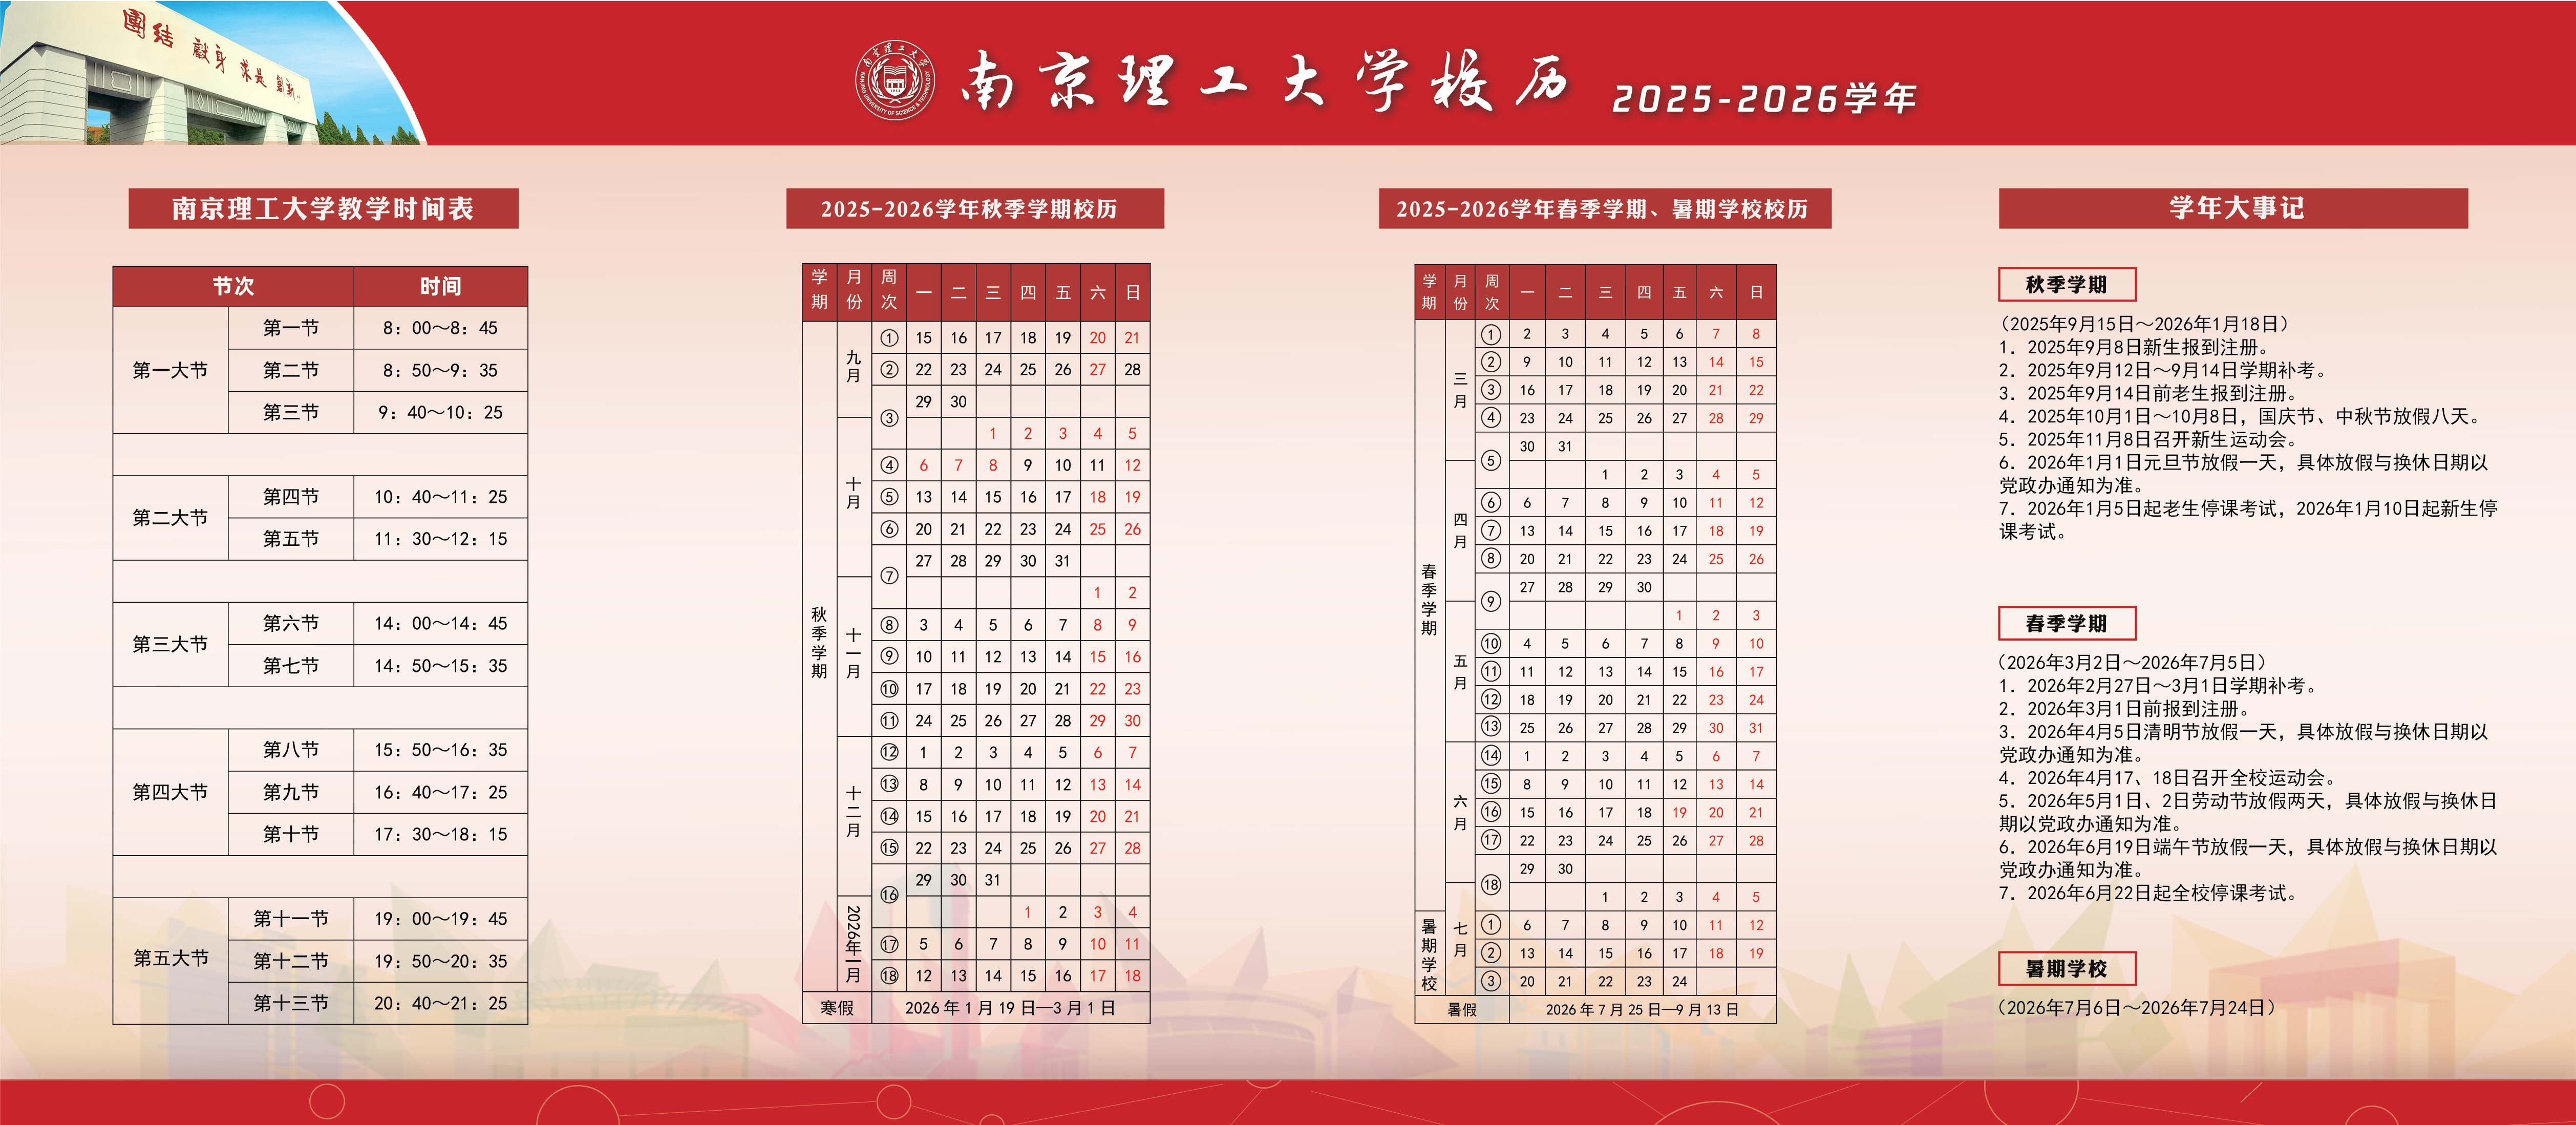 團結 獻身 求是 創新
南京理工大学
NANJING UNIVERSITY OF SCIENCE & TECHNOLOGY
南京理工大学校历 2025-2026学年
南京理工大学教学时间表
节次 时间
第一大节
第一节 8：00～8：45
第二节 8：50～9：35
第三节 9：40～10：25
第二大节
第四节 10：40～11：25
第五节 11：30～12：15
第三大节
第六节 14：00～14：45
第七节 14：50～15：35
第四大节
第八节 15：50～16：35
第九节 16：40～17：25
第十节 17：30～18：15
第五大节
第十一节 19：00～19：45
第十二节 19：50～20：35
第十三节 20：40～21：25
2025-2026学年秋季学期校历
学期 月份 周次 一 二 三 四 五 六 日
秋季学期
九月
① 15 16 17 18 19 20 21
② 22 23 24 25 26 27 28
③ 29 30
十月
1 2 3 4 5
④ 6 7 8 9 10 11 12
⑤ 13 14 15 16 17 18 19
⑥ 20 21 22 23 24 25 26
⑦ 27 28 29 30 31
十一月
1 2
⑧ 3 4 5 6 7 8 9
⑨ 10 11 12 13 14 15 16
⑩ 17 18 19 20 21 22 23
⑪ 24 25 26 27 28 29 30
十二月
⑫ 1 2 3 4 5 6 7
⑬ 8 9 10 11 12 13 14
⑭ 15 16 17 18 19 20 21
⑮ 22 23 24 25 26 27 28
⑯ 29 30 31
2026年一月
1 2 3 4
⑰ 5 6 7 8 9 10 11
⑱ 12 13 14 15 16 17 18
寒假 2026 年 1 月 19 日—3 月 1 日
2025-2026学年春季学期、暑期学校校历
学期 月份 周次 一 二 三 四 五 六 日
春季学期
三月
① 2 3 4 5 6 7 8
② 9 10 11 12 13 14 15
③ 16 17 18 19 20 21 22
④ 23 24 25 26 27 28 29
⑤ 30 31
四月
1 2 3 4 5
⑥ 6 7 8 9 10 11 12
⑦ 13 14 15 16 17 18 19
⑧ 20 21 22 23 24 25 26
⑨ 27 28 29 30
五月
1 2 3
⑩ 4 5 6 7 8 9 10
⑪ 11 12 13 14 15 16 17
⑫ 18 19 20 21 22 23 24
⑬ 25 26 27 28 29 30 31
六月
⑭ 1 2 3 4 5 6 7
⑮ 8 9 10 11 12 13 14
⑯ 15 16 17 18 19 20 21
⑰ 22 23 24 25 26 27 28
⑱ 29 30
七月
1 2 3 4 5
暑期学校
① 6 7 8 9 10 11 12
② 13 14 15 16 17 18 19
③ 20 21 22 23 24
暑假 2026 年 7 月 25 日—9 月 13 日
学年大事记
秋季学期
（2025年9月15日～2026年1月18日）
1. 2025年9月8日新生报到注册。
2. 2025年9月12日～9月14日学期补考。
3. 2025年9月14日前老生报到注册。
4. 2025年10月1日～10月8日，国庆节、中秋节放假八天。
5. 2025年11月8日召开新生运动会。
6. 2026年1月1日元旦节放假一天，具体放假与换休日期以
党政办通知为准。
7. 2026年1月5日起老生停课考试，2026年1月10日起新生停
课考试。
春季学期
（2026年3月2日～2026年7月5日）
1. 2026年2月27日～3月1日学期补考。
2. 2026年3月1日前报到注册。
3. 2026年4月5日清明节放假一天，具体放假与换休日期以
党政办通知为准。
4. 2026年4月17、18日召开全校运动会。
5. 2026年5月1日、2日劳动节放假两天，具体放假与换休日
期以党政办通知为准。
6. 2026年6月19日端午节放假一天，具体放假与换休日期以
党政办通知为准。
7. 2026年6月22日起全校停课考试。
暑期学校
（2026年7月6日～2026年7月24日）